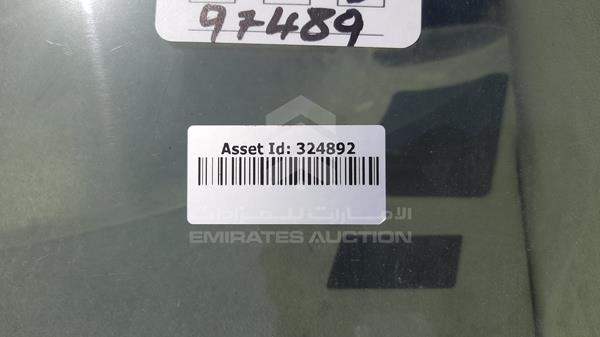 97489
Asset Id: 324892
الإمارات للمزادات
EMIRATES AUCTION